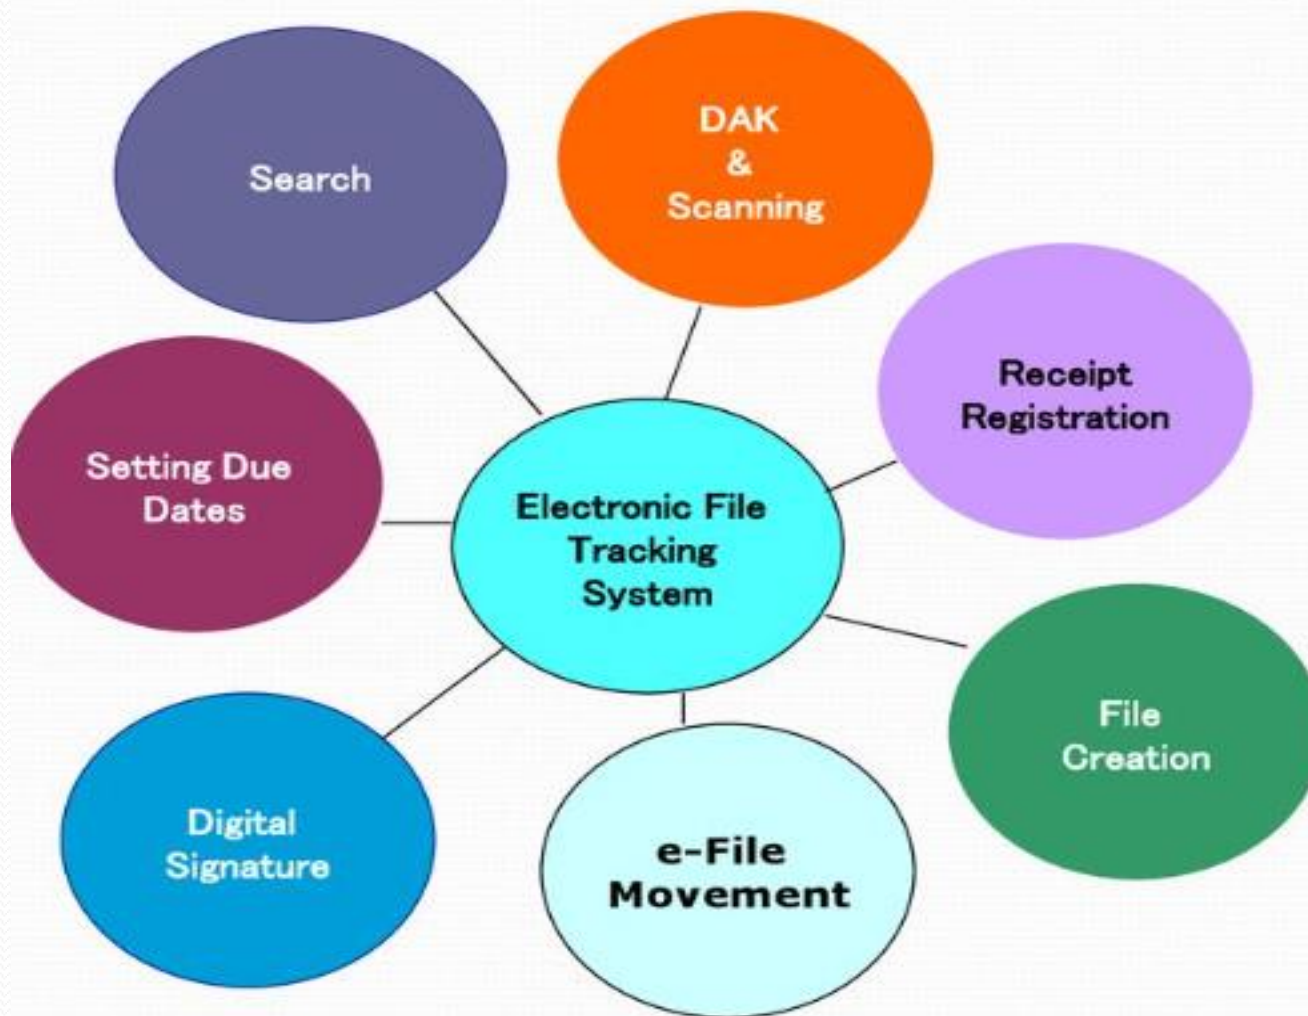 Search
DAK
&
Scanning
Receipt
Registration
Setting Due
Dates
Electronic File
Tracking
System
File
Creation
Digital
Signature
e-File
Movement